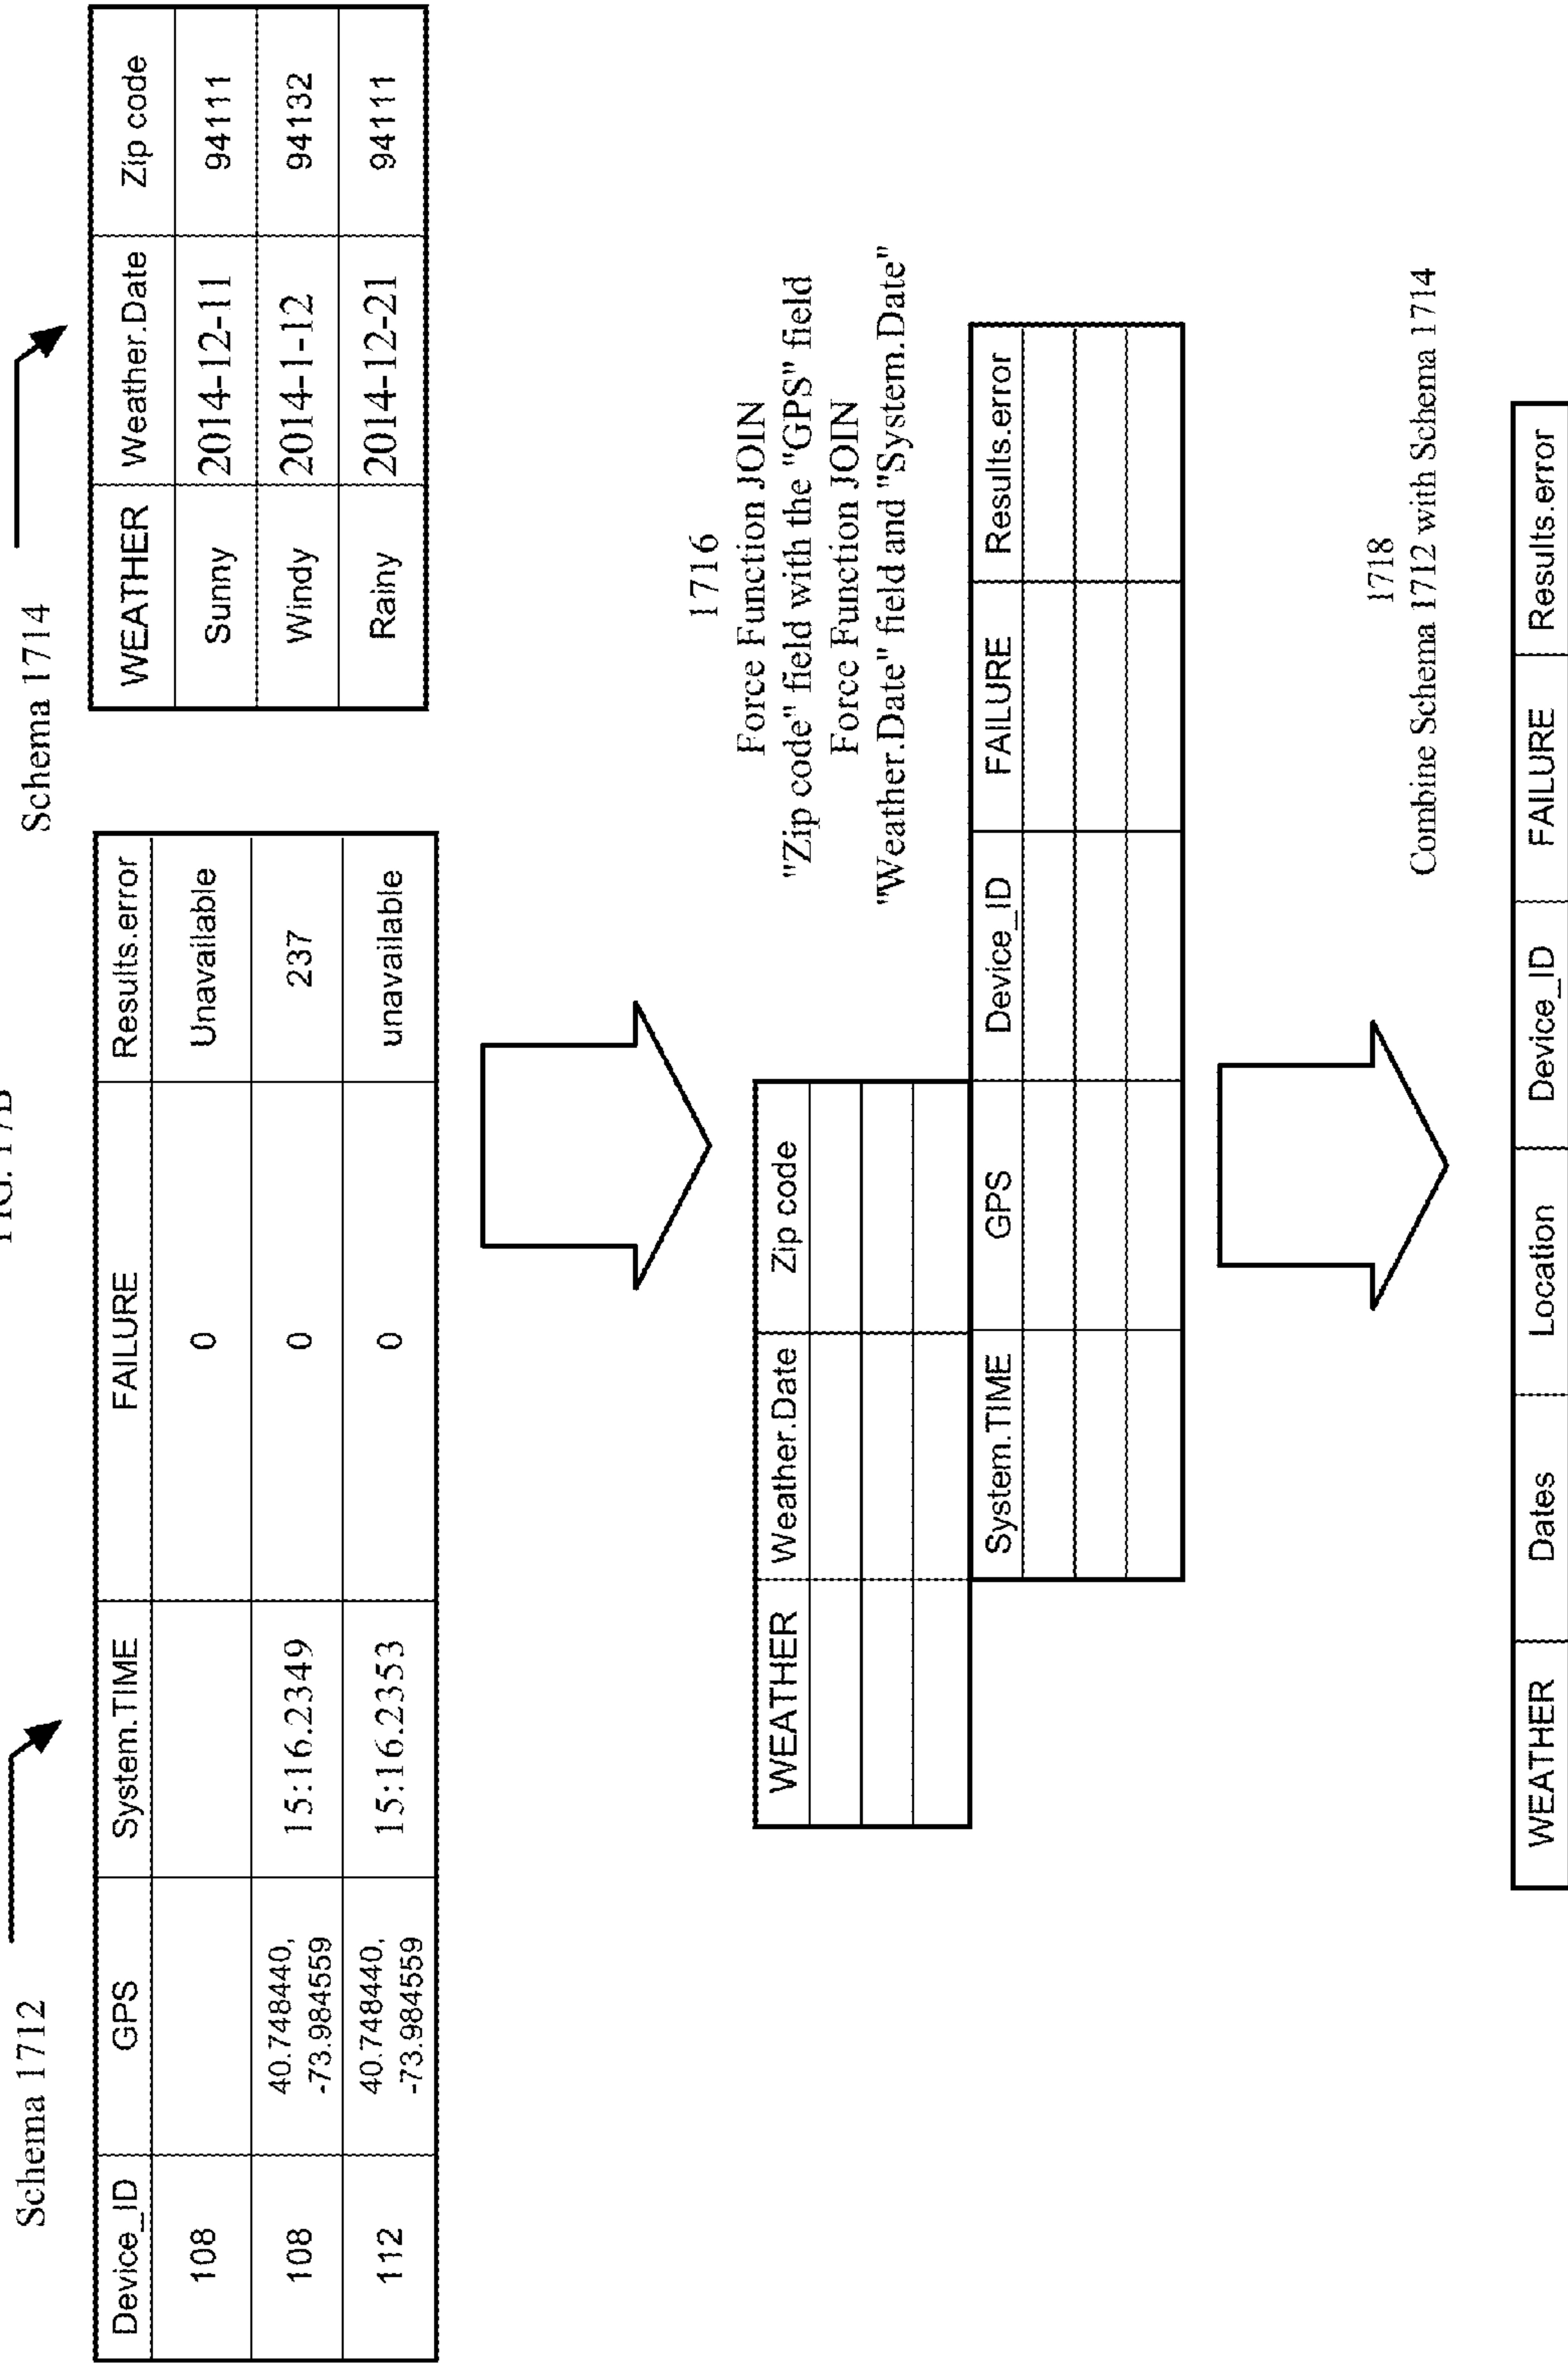 FIG. 17B
Schema 1712
Schema 1714
Device_ID GPS System.TIME FAILURE Results.error
108 0 Unavailable
108 40.748440, -73.984559 15:16.2349 0 237
112 40.748440, -73.984559 15:16.2353 0 unavailable
WEATHER Weather.Date Zip code
Sunny 2014-12-11 94111
Windy 2014-1-12 94132
Rainy 2014-12-21 94111
1716
Force Function JOIN
"Zip code" field with the "GPS" field
Force Function JOIN
"Weather.Date" field and "System.Date"
WEATHER Weather.Date Zip code
System.TIME GPS Device_ID FAILURE Results.error
1718
Combine Schema 1712 with Schema 1714
WEATHER Dates Location Device_ID FAILURE Results.error